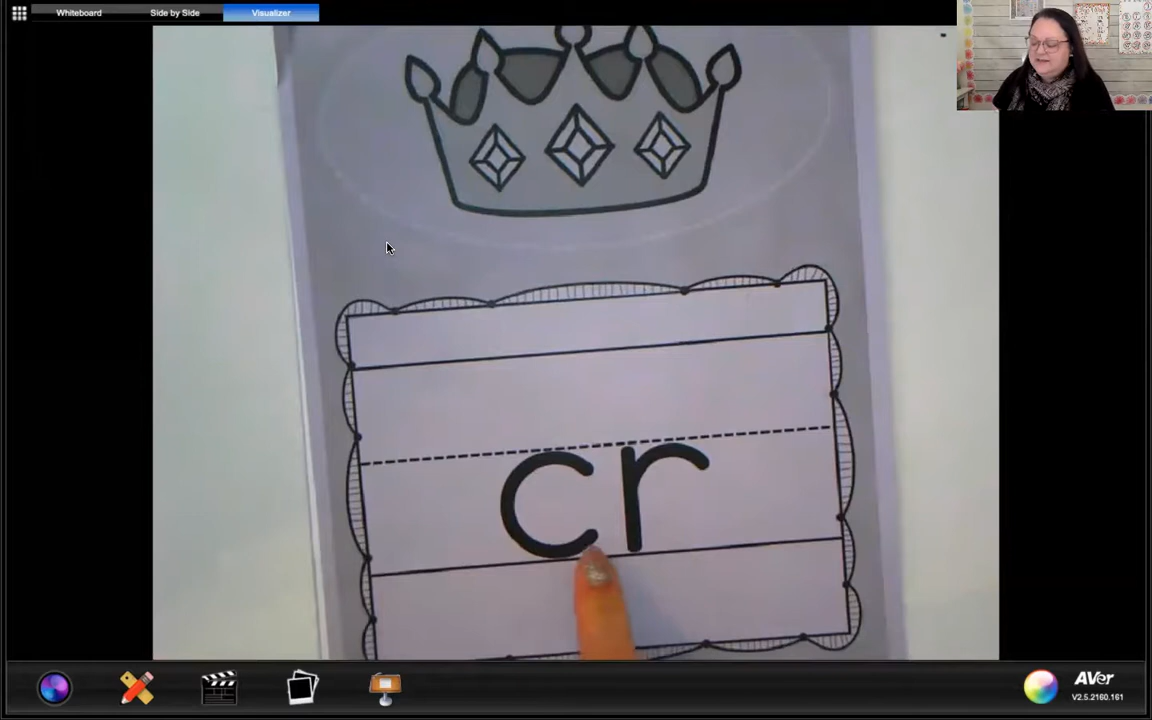 Whiteboard
Side by Side
Visualizer
cr
AVer
V2.5.2160.161